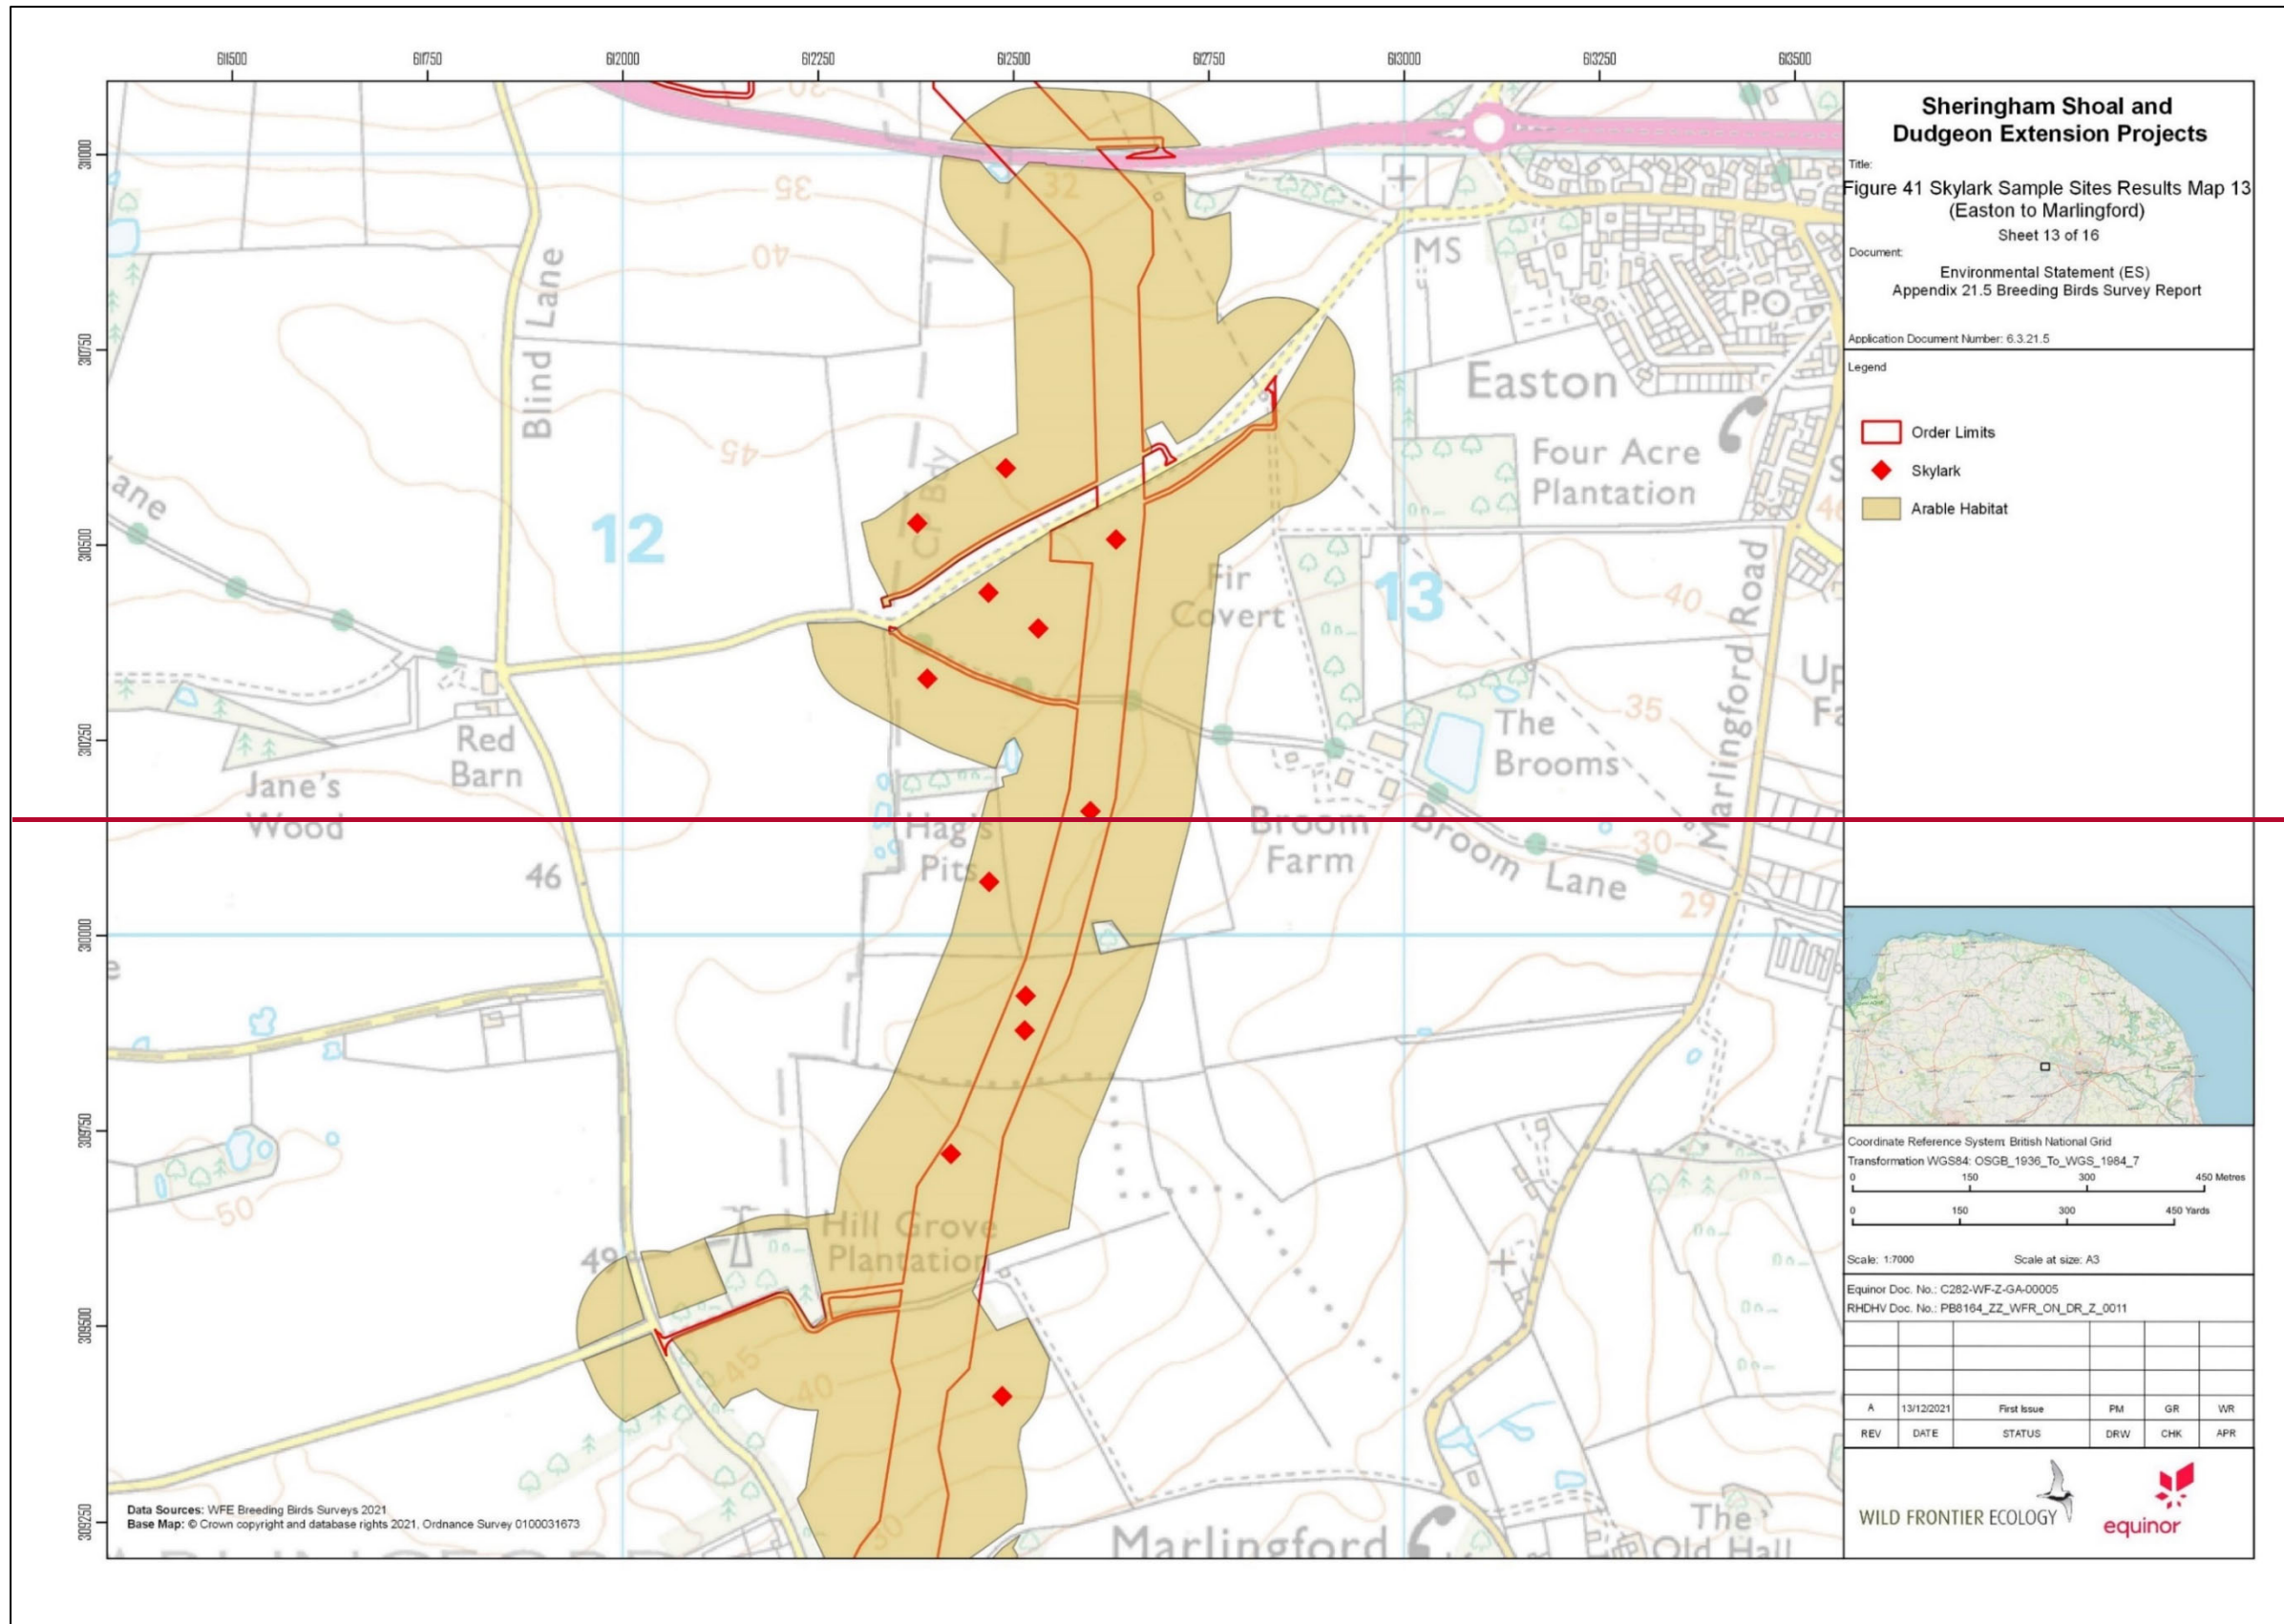 611500 611750 612000 612250 612500 612750 613000 613250 613500
311000
310750
310500
310250
310000
309750
309500
309250
Sheringham Shoal and
Dudgeon Extension Projects
Title:
Figure 41 Skylark Sample Sites Results Map 13
(Easton to Marlingford)
Sheet 13 of 16
Document:
Environmental Statement (ES)
Appendix 21.5 Breeding Birds Survey Report
Application Document Number: 6.3.21.5
Legend
Order Limits
Skylark
Arable Habitat
35
32
40
MS
PO
Blind Lane
Easton
45
Four Acre
Plantation
ane
12
Fir
Covert
13
40
46
Marlingford Road
Red
Barn
35
The
Brooms
Jane's
Wood
Hag's
Pits
Broom
Farm
Broom Lane
30
46
29
50
Hill Grove
Plantation
49
45
40
30
Marlingford
The
Old Hall
Data Sources: WFE Breeding Birds Surveys 2021
Base Map: © Crown copyright and database rights 2021, Ordnance Survey 0100031673
Coordinate Reference System: British National Grid
Transformation WGS84: OSGB_1936_To_WGS_1984_7
0 150 300 450 Metres
0 150 300 450 Yards
Scale: 1:7000 Scale at size: A3
Equinor Doc. No.: C282-WF-Z-GA-00005
RHDHV Doc. No.: PB8164_ZZ_WFR_ON_DR_Z_0011
A 13/12/2021 First Issue PM GR WR
REV DATE STATUS DRW CHK APR
WILD FRONTIER ECOLOGY
equinor